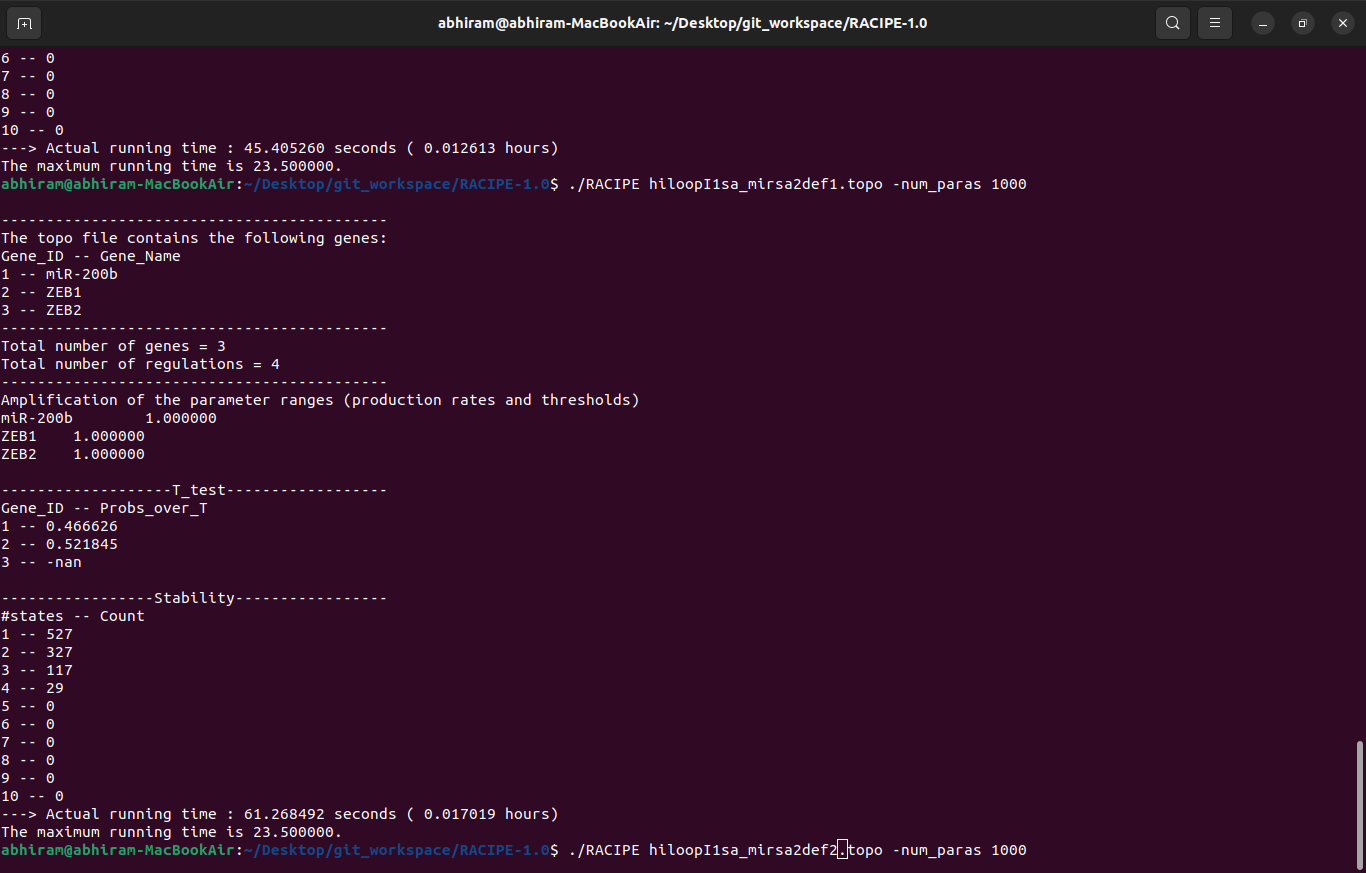 abhiram@abhiram-MacBookAir: ~/Desktop/git_workspace/RACIPE-1.0
6 -- 0
7 -- 0
8 -- 0
9 -- 0
10 -- 0
---> Actual running time : 45.405260 seconds ( 0.012613 hours)
The maximum running time is 23.500000.
abhiram@abhiram-MacBookAir:~/Desktop/git_workspace/RACIPE-1.0$ ./RACIPE hiloopI1sa_mirsa2def1.topo -num_paras 1000
-------------------------------------------
The topo file contains the following genes:
Gene_ID -- Gene_Name
1 -- miR-200b
2 -- ZEB1
3 -- ZEB2
-------------------------------------------
Total number of genes = 3
Total number of regulations = 4
-------------------------------------------
Amplification of the parameter ranges (production rates and thresholds)
miR-200b        1.000000
ZEB1    1.000000
ZEB2    1.000000
-------------------T_test------------------
Gene_ID -- Probs_over_T
1 -- 0.466626
2 -- 0.521845
3 -- -nan
-----------------Stability-----------------
#states -- Count
1 -- 527
2 -- 327
3 -- 117
4 -- 29
5 -- 0
6 -- 0
7 -- 0
8 -- 0
9 -- 0
10 -- 0
---> Actual running time : 61.268492 seconds ( 0.017019 hours)
The maximum running time is 23.500000.
abhiram@abhiram-MacBookAir:~/Desktop/git_workspace/RACIPE-1.0$ ./RACIPE hiloopI1sa_mirsa2def2.topo -num_paras 1000